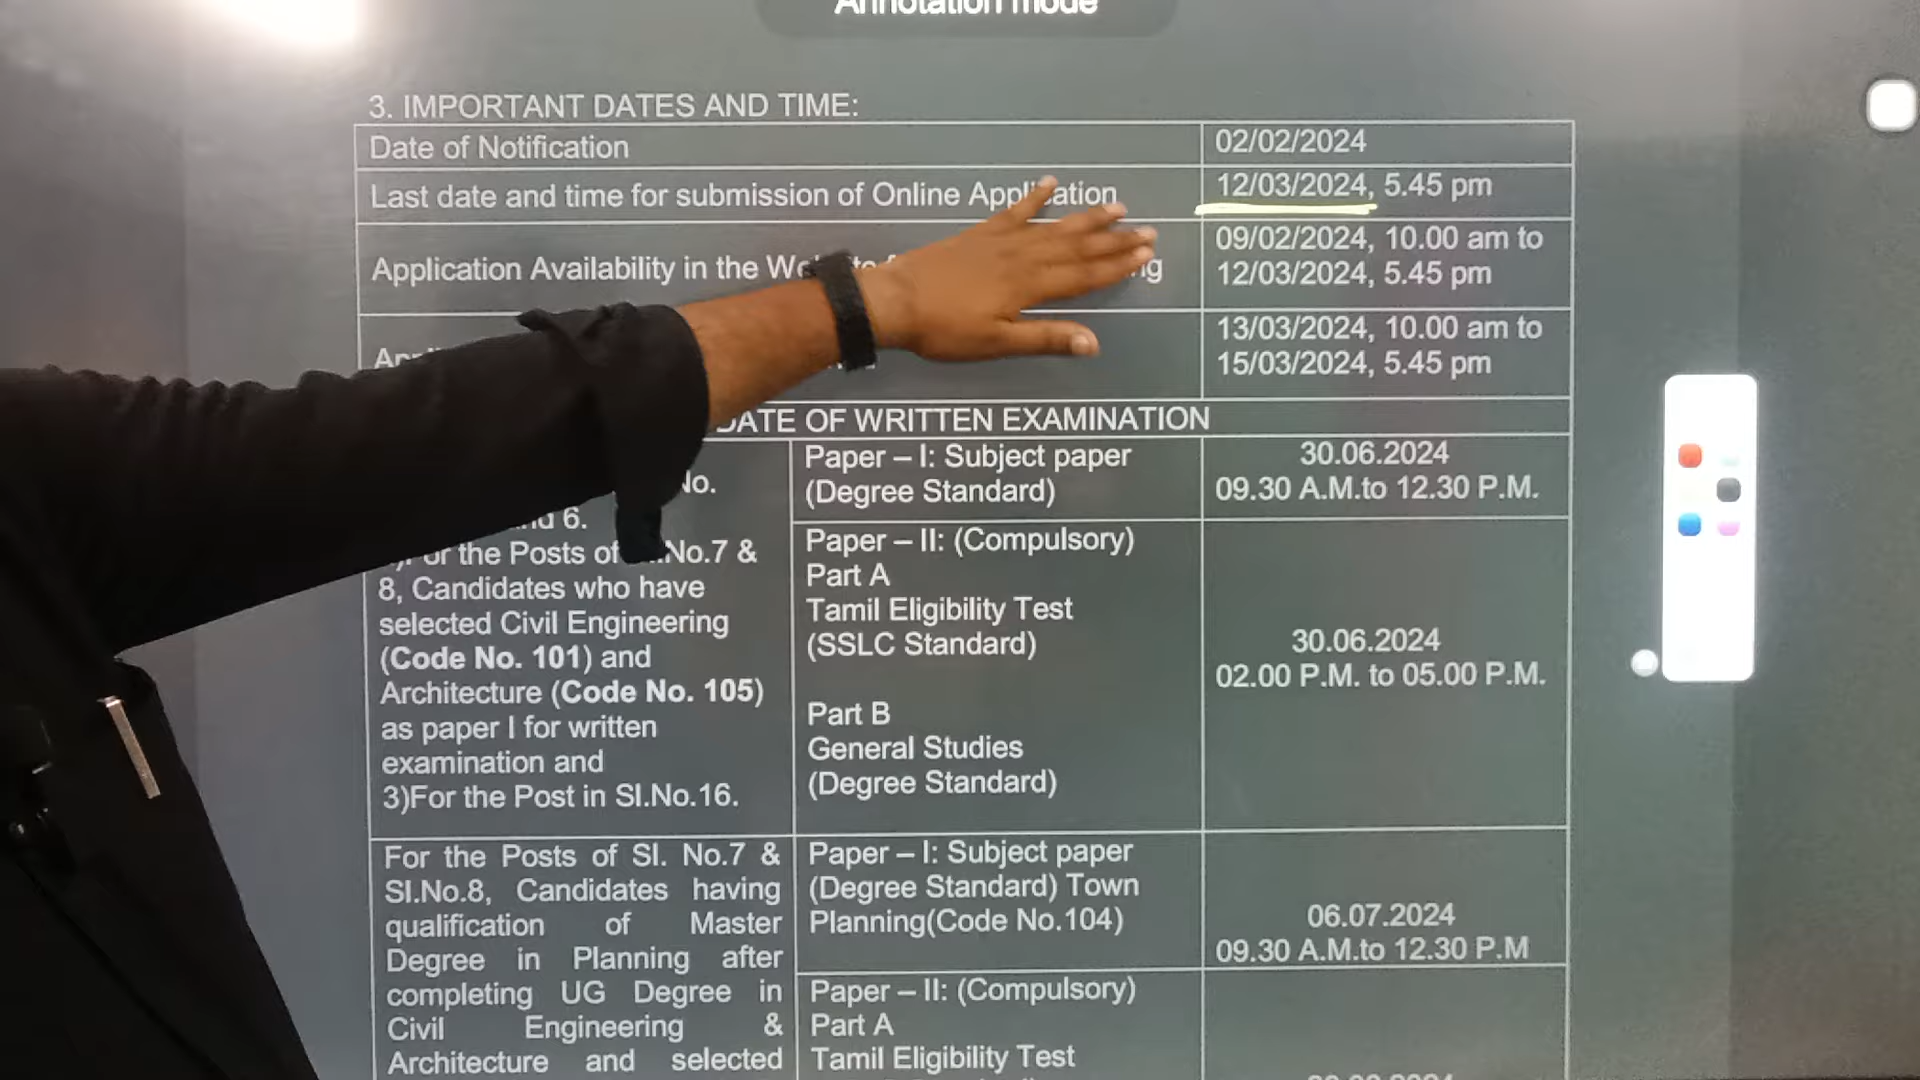 Annotation mode
3. IMPORTANT DATES AND TIME:
Date of Notification
02/02/2024
Last date and time for submission of Online Application
12/03/2024, 5.45 pm
Application Availability in the
09/02/2024, 10.00 am to
12/03/2024, 5.45 pm
13/03/2024, 10.00 am to
15/03/2024, 5.45 pm
DATE OF WRITTEN EXAMINATION
No.
and 6.
For the Posts of No.7 &
8, Candidates who have
selected Civil Engineering
(Code No. 101) and
Architecture (Code No. 105)
as paper I for written
examination and
3)For the Post in Sl.No.16.
Paper – I: Subject paper
(Degree Standard)
30.06.2024
09.30 A.M.to 12.30 P.M.
Paper – II: (Compulsory)
Part A
Tamil Eligibility Test
(SSLC Standard)
Part B
General Studies
(Degree Standard)
30.06.2024
02.00 P.M. to 05.00 P.M.
For the Posts of Sl. No.7 &
Sl.No.8, Candidates having
qualification of Master
Degree in Planning after
completing UG Degree in
Civil Engineering &
Architecture and selected
Paper – I: Subject paper
(Degree Standard) Town
Planning(Code No.104)
06.07.2024
09.30 A.M.to 12.30 P.M
Paper – II: (Compulsory)
Part A
Tamil Eligibility Test